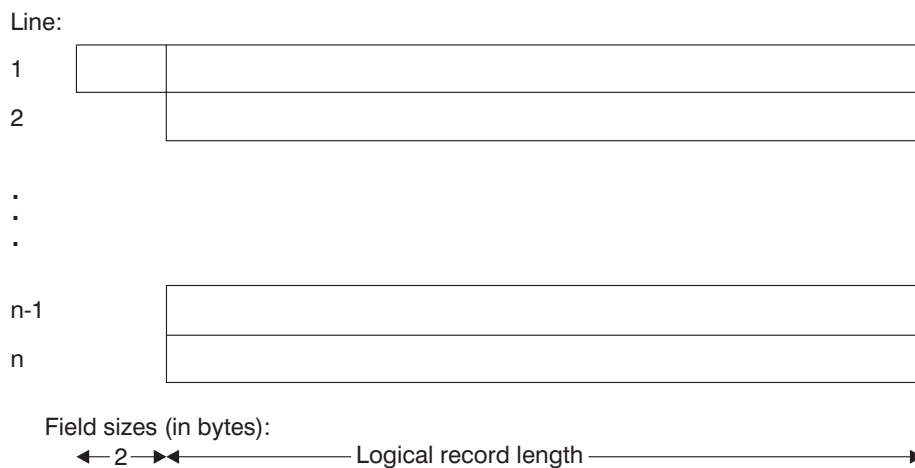 Line:
1
2
.
.
.
n-1
n
Field sizes (in bytes):
2 Logical record length